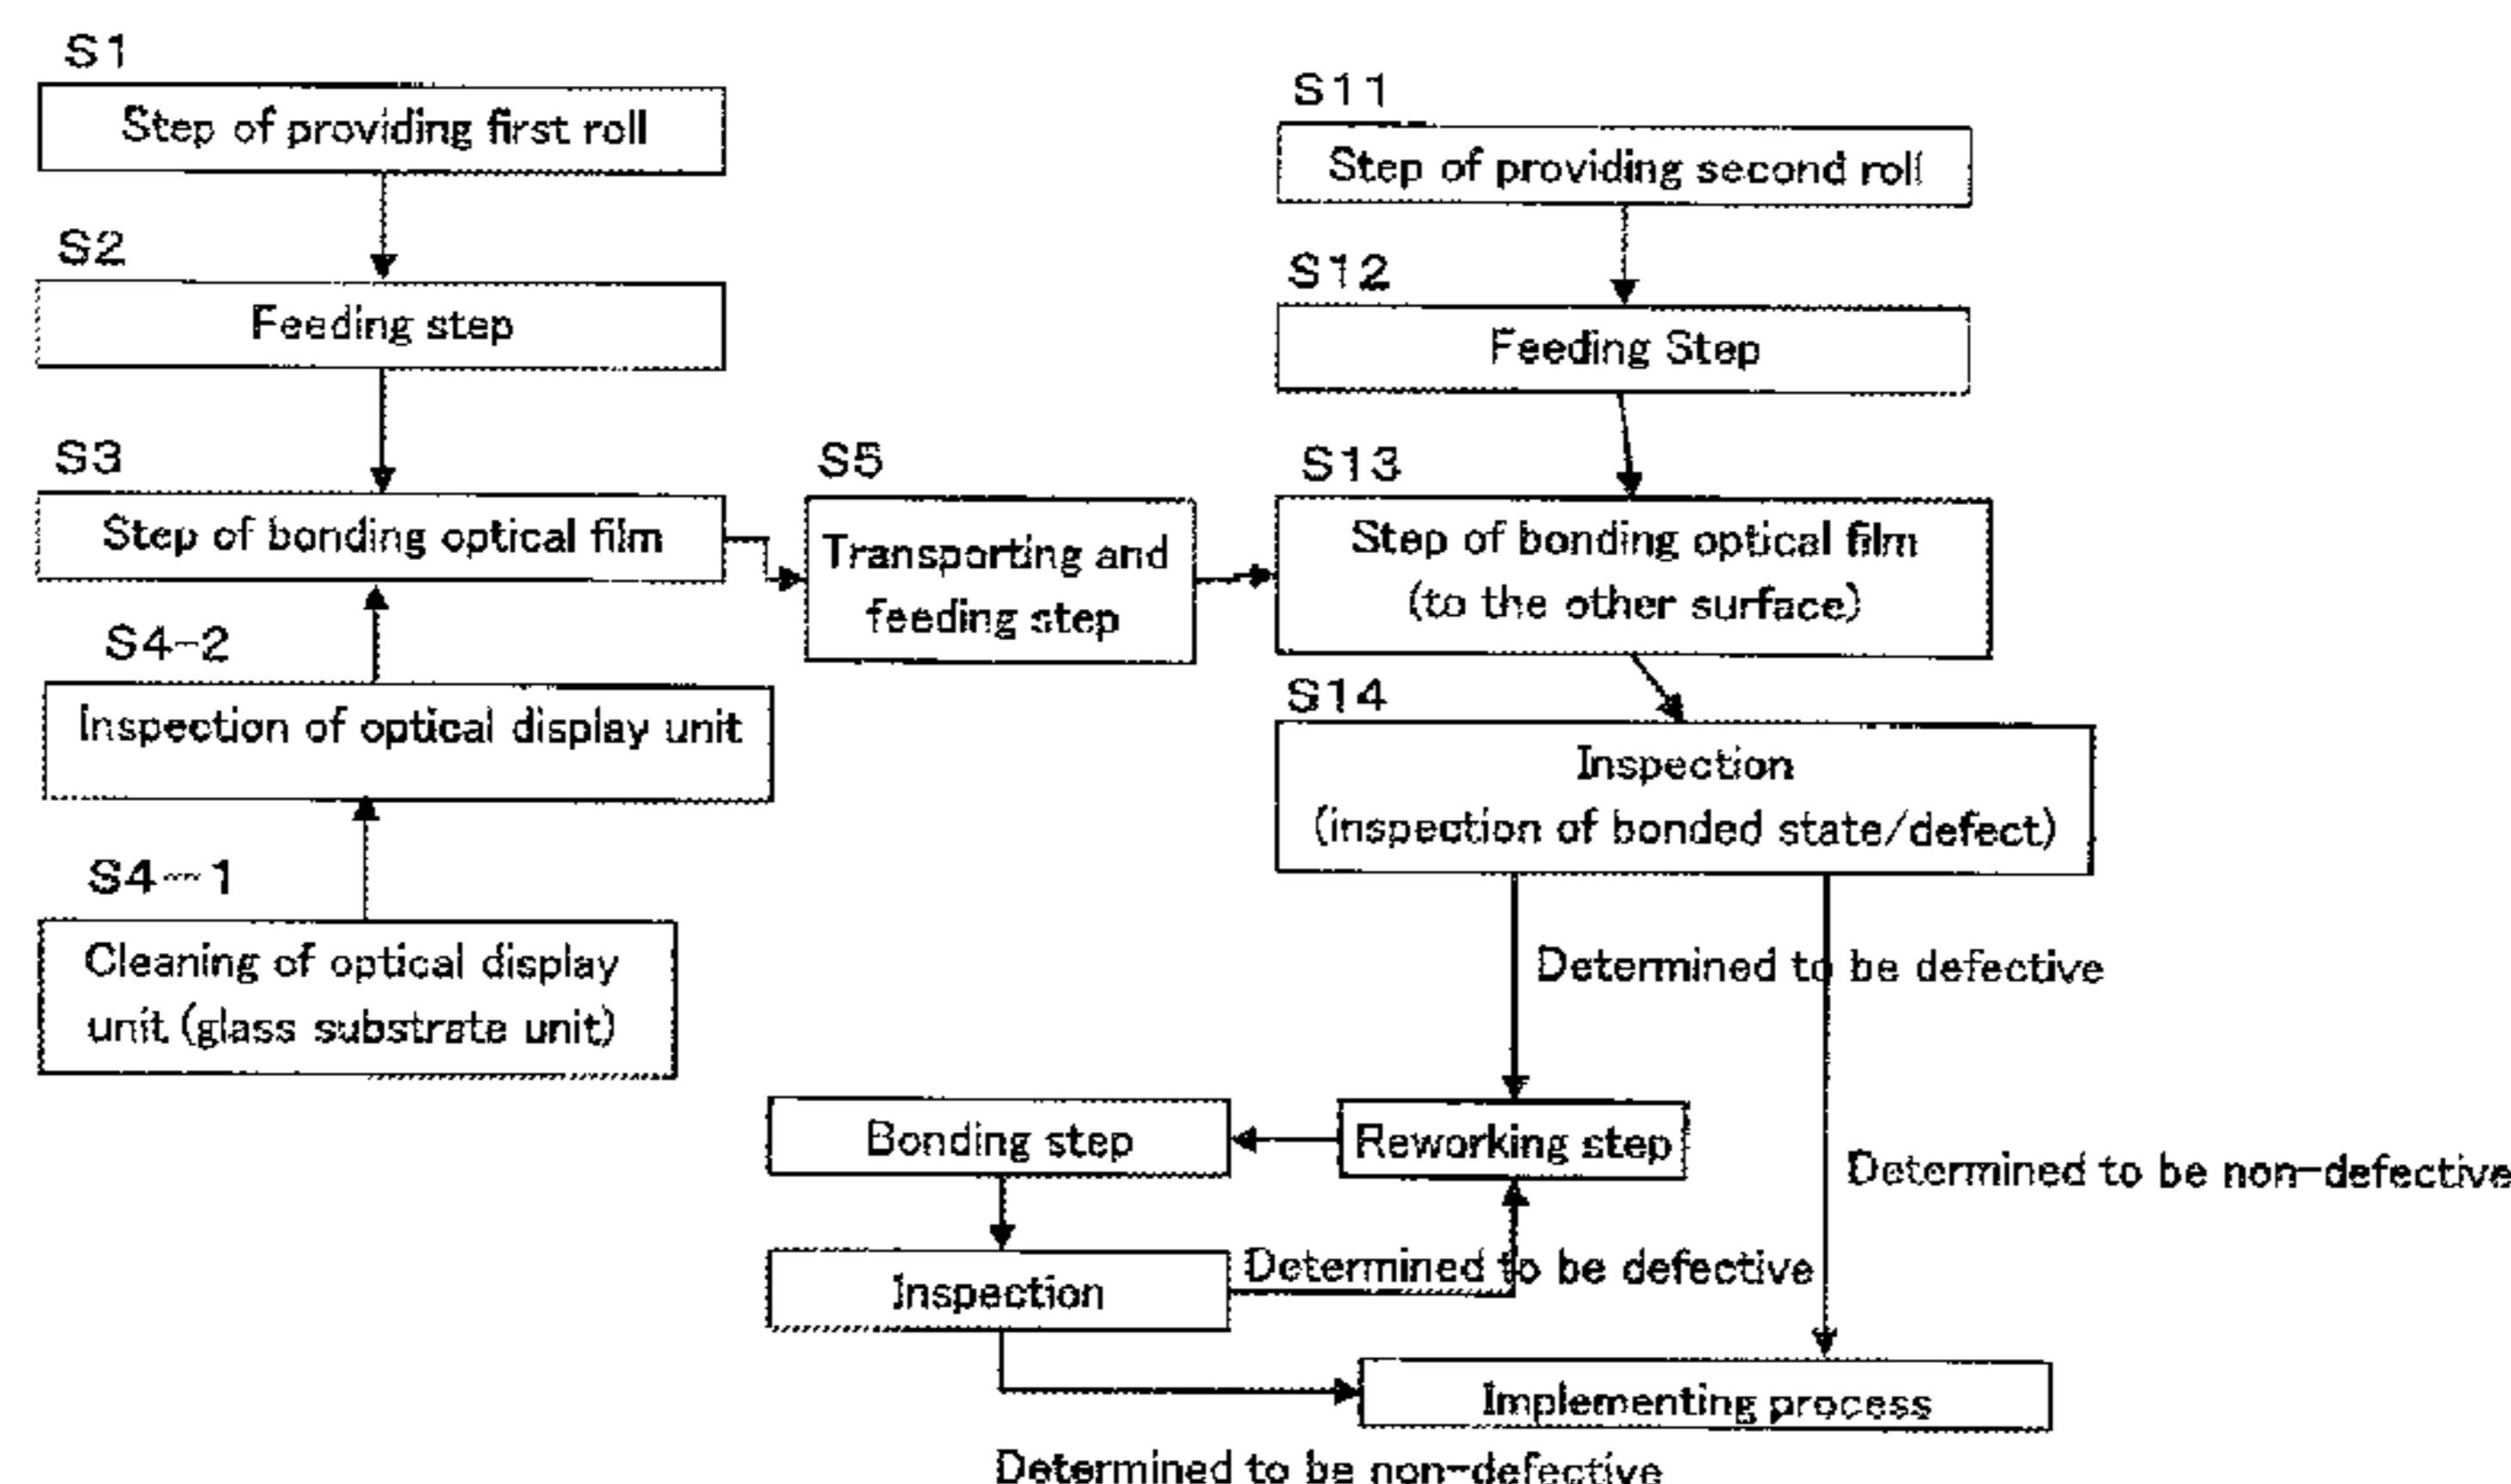 S1
Step of providing first roll
S2
Feeding step
S3
Step of bonding optical film
S4-2
Inspection of optical display unit
S4-1
Cleaning of optical display
unit (glass substrate unit)
S5
Transporting and
feeding step
S11
Step of providing second roll
S12
Feeding Step
S13
Step of bonding optical film
(to the other surface)
S14
Inspection
(inspection of bonded state/defect)
Determined to be defective
Determined to be non-defective
Reworking step
Bonding step
Inspection
Determined to be defective
Implementing process
Determined to be non-defective